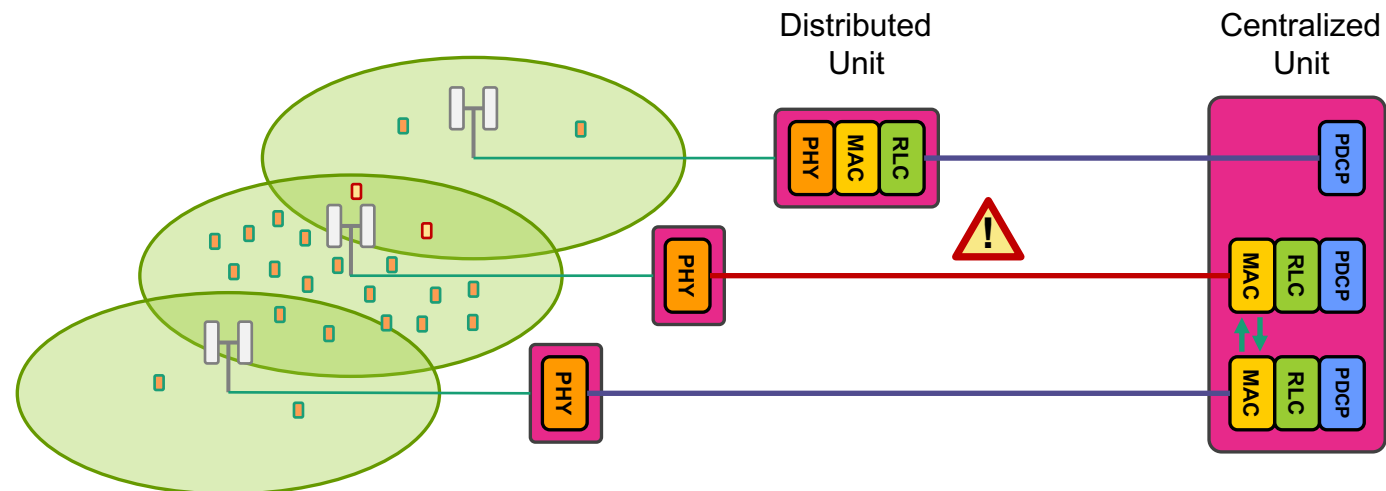 Distributed
Unit
Centralized
Unit
PHY
MAC
RLC
PDCP
!
PHY
MAC
RLC
PDCP
PHY
MAC
RLC
PDCP